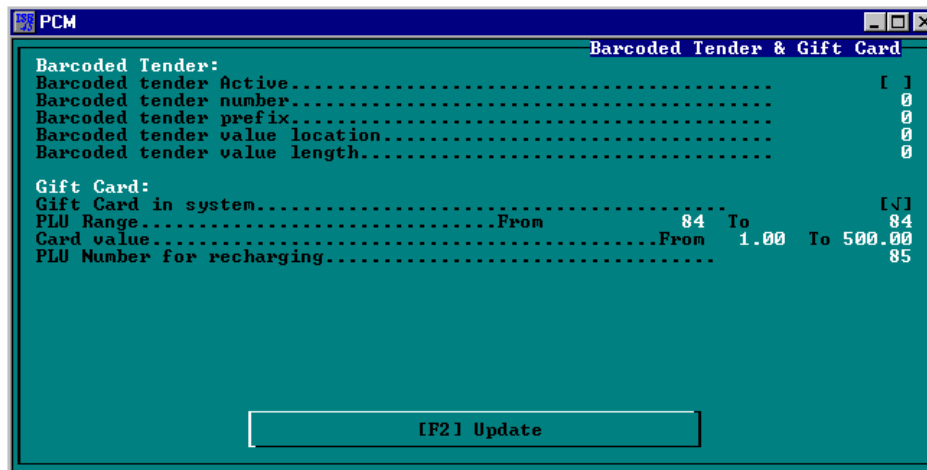 PCM
Barcoded Tender & Gift Card
Barcoded Tender:
Barcoded tender Active.......................................................... [ ]
Barcoded tender number.......................................................... 0
Barcoded tender prefix.......................................................... 0
Barcoded tender value location.................................................. 0
Barcoded tender value length.................................................... 0
Gift Card:
Gift Card in system............................................................. [√]
PLU Range...............................From 84 To 84
Card value............................................From 1.00 To 500.00
PLU Number for recharging.................................. 85
[F2] Update